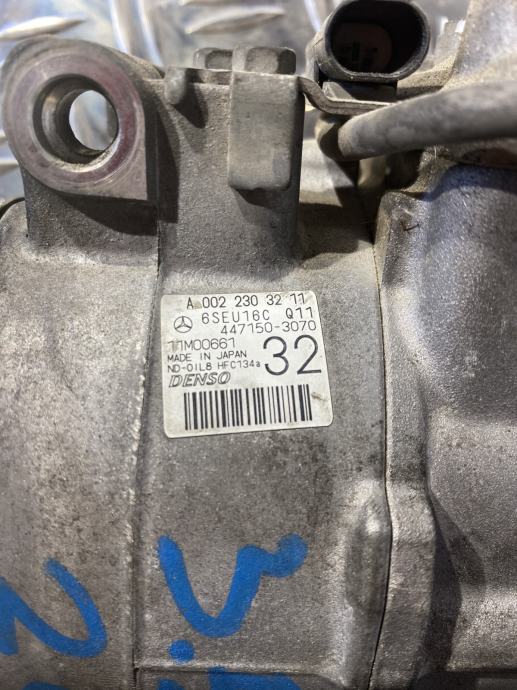 A 002 230 32 11
6SEU16C Q11
447150-3070
11M00661
MADE IN JAPAN
ND-OIL8 HFC134a
32
DENSO